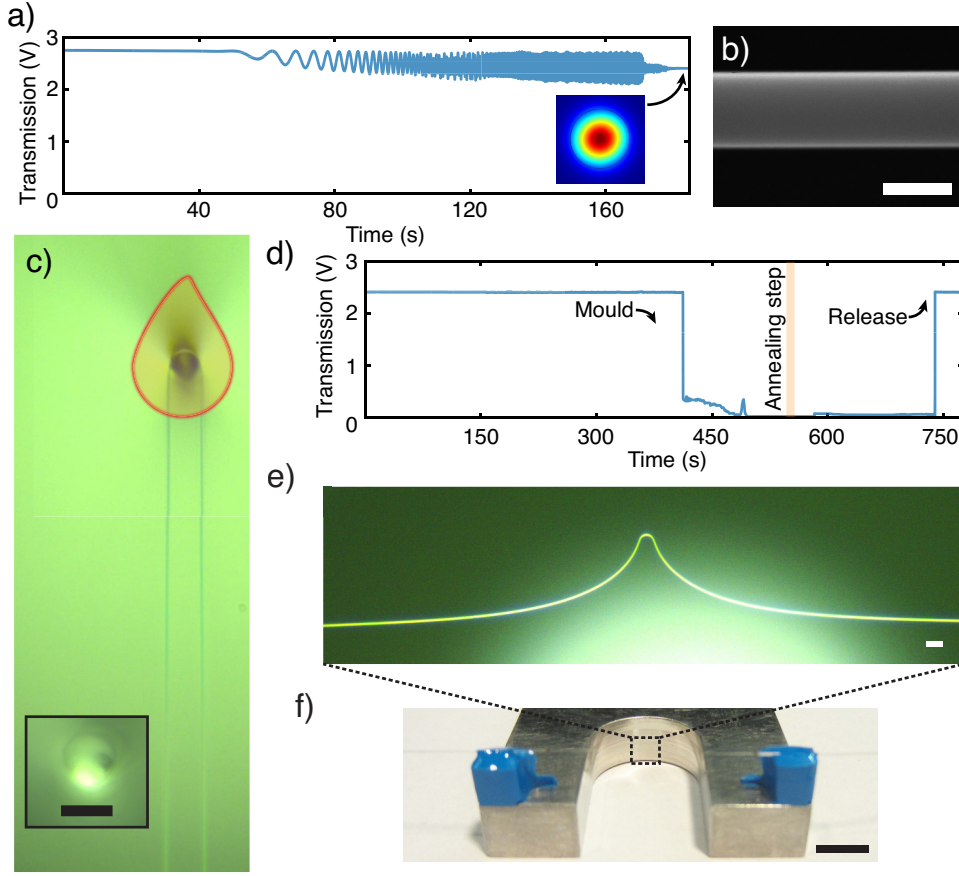 a)
Transmission (V)
3
2
1
0
40
80
120
160
Time (s)
b)
c)
d)
Transmission (V)
3
2
1
0
Mould
Annealing step
Release
150
300
450
600
750
Time (s)
e)
f)